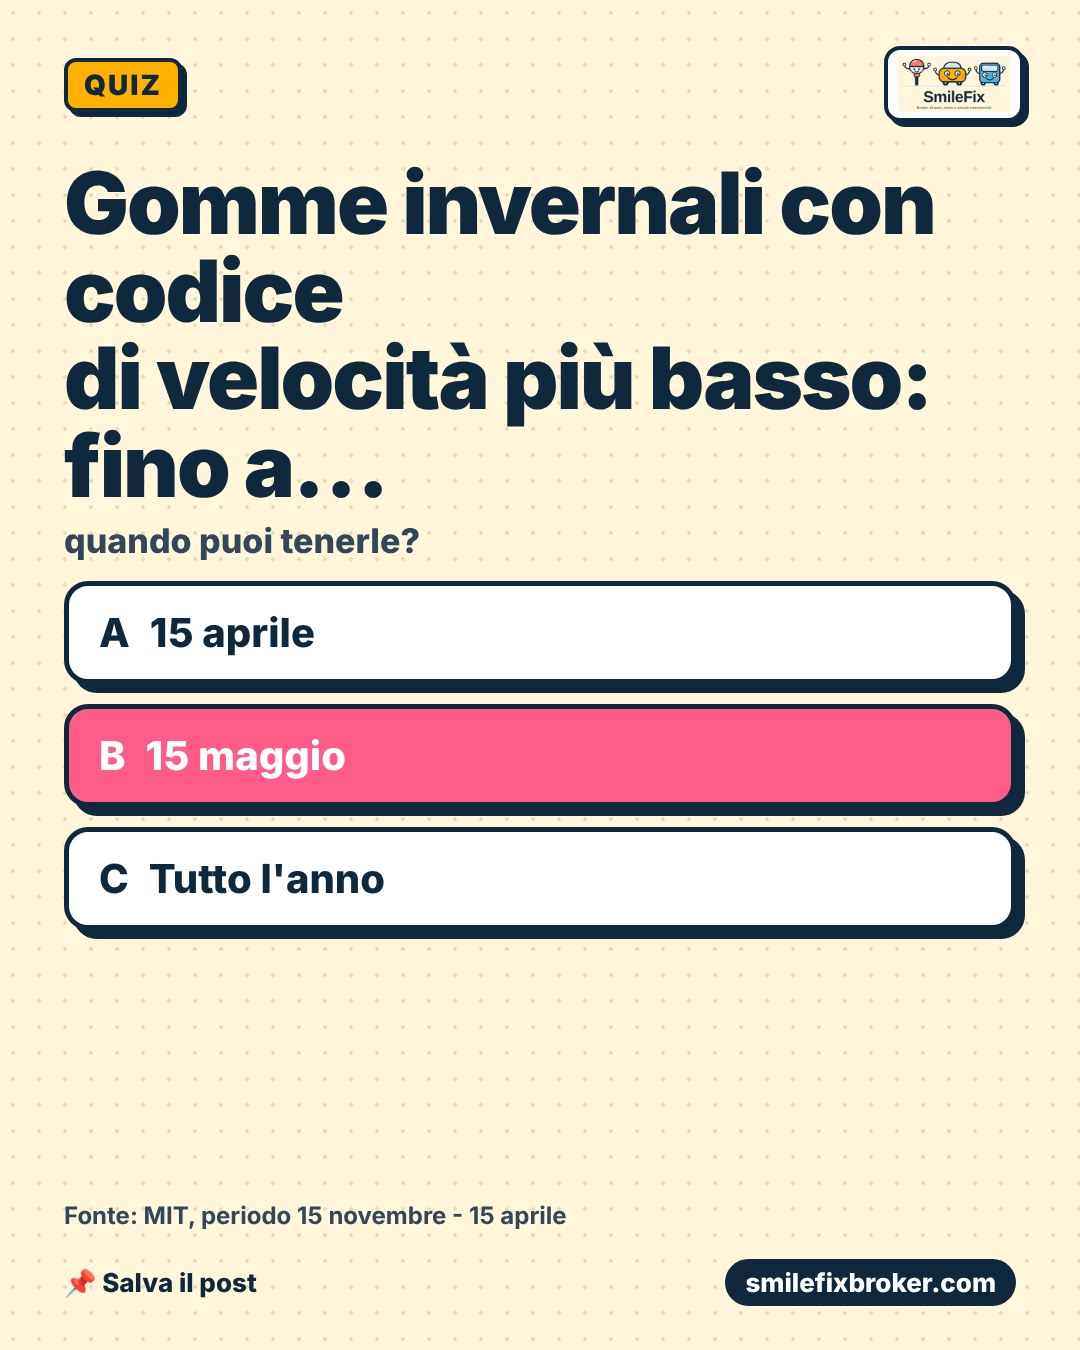 QUIZ
SmileFix
Gomme invernali con
codice
di velocità più basso:
fino a...
quando puoi tenerle?
A 15 aprile
B 15 maggio
C Tutto l'anno
Fonte: MIT, periodo 15 novembre - 15 aprile
📌 Salva il post
smilefixbroker.com